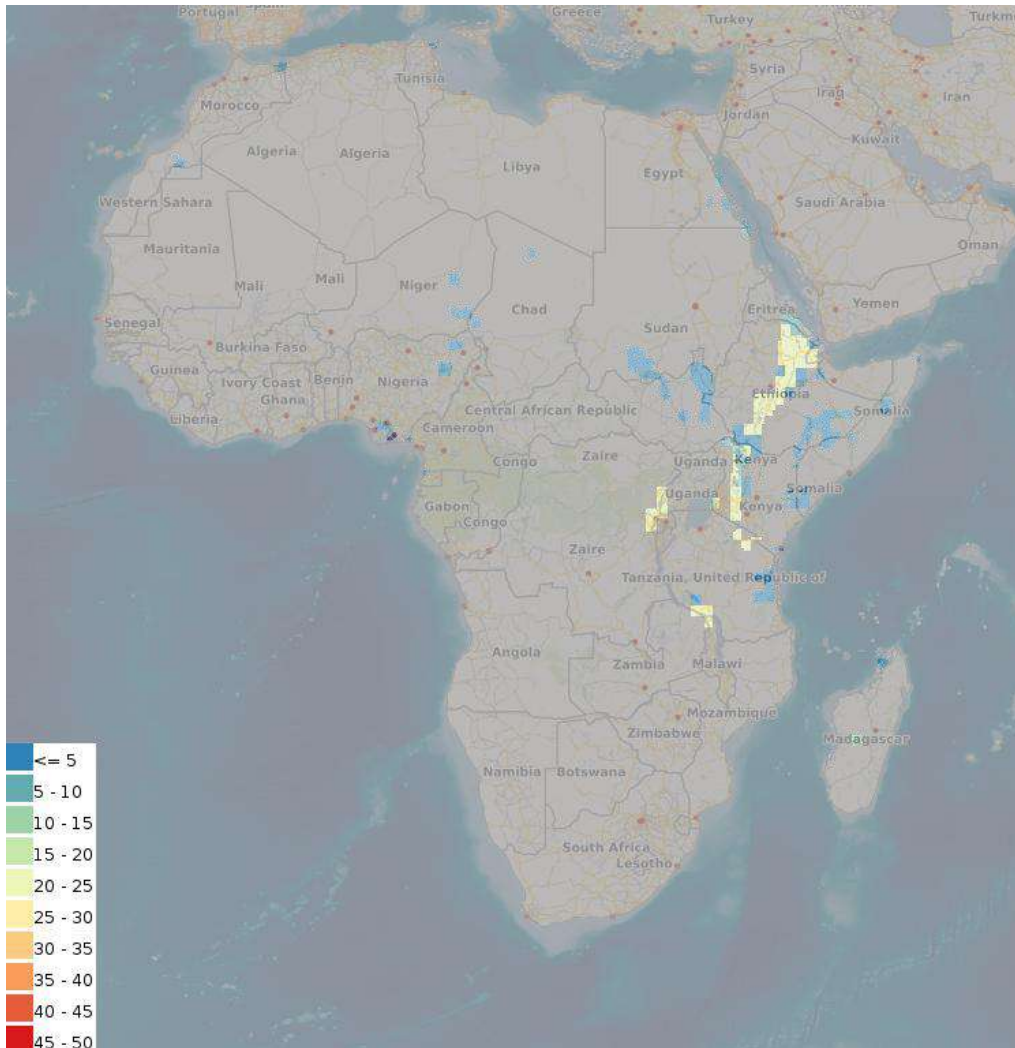 Portugal
Spain
Greece
Turkey
Turkm
Syria
Tunisia
Iraq
Iran
Morocco
Jordan
Algeria
Algeria
Kuwait
Libya
Egypt
Western Sahara
Saudi Arabia
Mauritania
Oman
Mali
Mali
Niger
Chad
Eritrea
Yemen
Senegal
Sudan
Burkina Faso
Guinea
Ivory Coast
Benin
Nigeria
Ethiopia
Ghana
Somalia
Liberia
Central African Republic
Cameroon
Congo
Zaire
Uganda
Kenya
Somalia
Gabon
Uganda
Kenya
Congo
Zaire
Tanzania, United Republic of
Angola
Zambia
Malawi
Mozambique
Zimbabwe
Madagascar
Namibia
Botswana
South Africa
Lesotho
<= 5
5 - 10
10 - 15
15 - 20
20 - 25
25 - 30
30 - 35
35 - 40
40 - 45
45 - 50